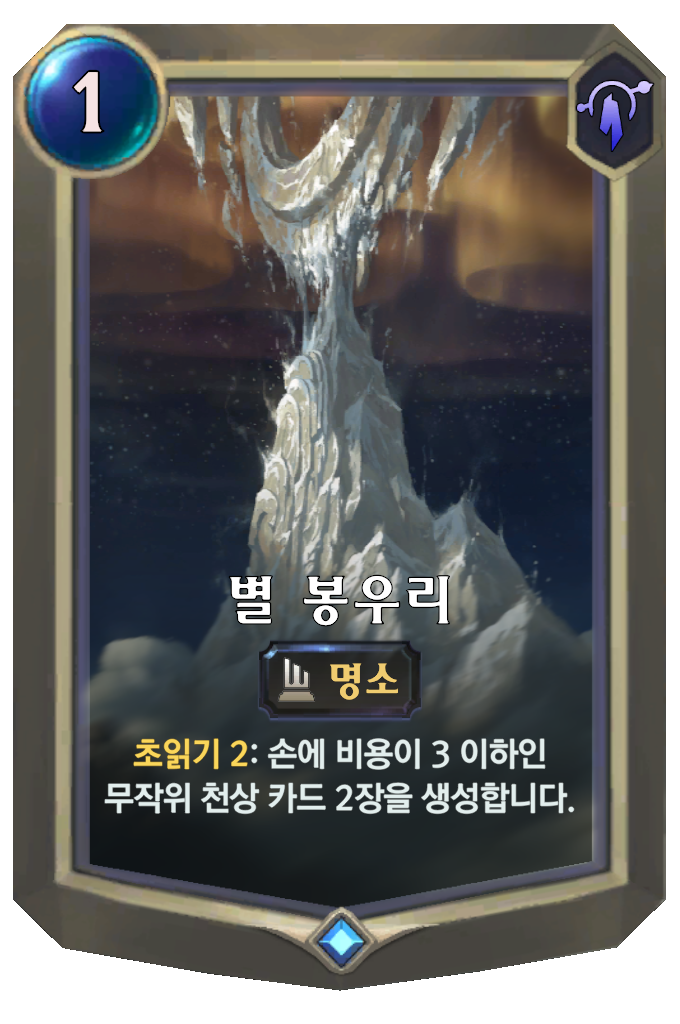 1
별 봉우리
명소
초읽기 2: 손에 비용이 3 이하인
무작위 천상 카드 2장을 생성합니다.